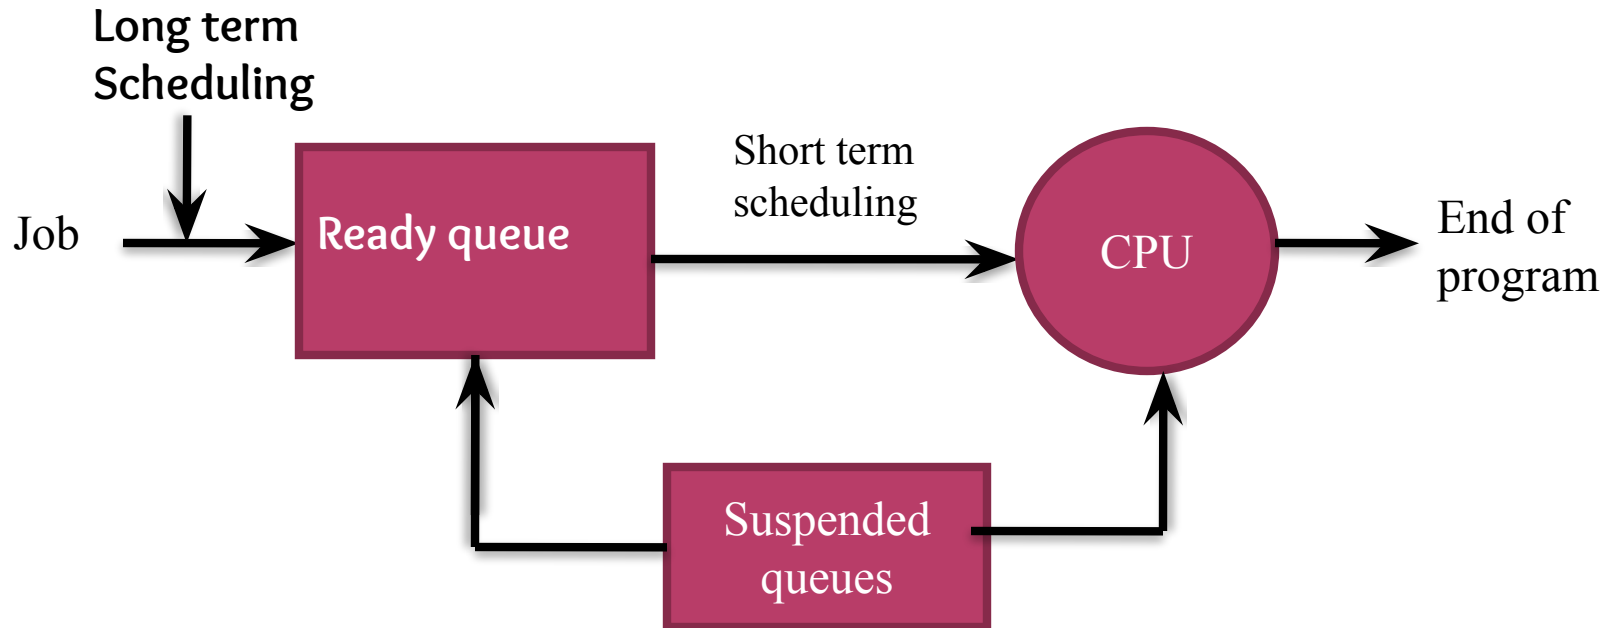 Long term
Scheduling
Job
Ready queue
Short term
scheduling
CPU
End of
program
Suspended
queues